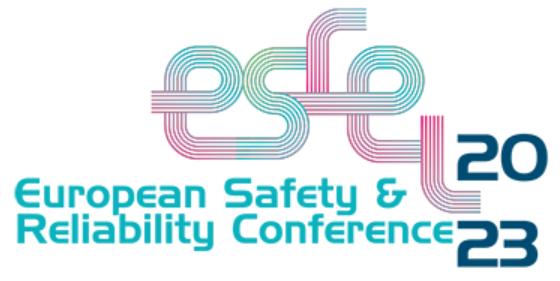 esrel
20
European Safety &
Reliability Conference
23